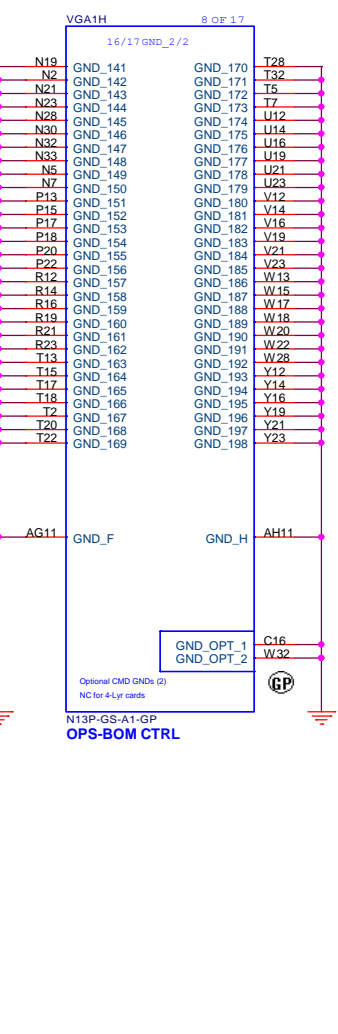 VGA1H 8 OF 17
16/17 GND_2/2
N19 GND_141 GND_170 T28
N2 GND_142 GND_171 T32
N21 GND_143 GND_172 T5
N23 GND_144 GND_173 T7
N28 GND_145 GND_174 U12
N30 GND_146 GND_175 U14
N32 GND_147 GND_176 U16
N33 GND_148 GND_177 U19
N5 GND_149 GND_178 U21
N7 GND_150 GND_179 U23
P13 GND_151 GND_180 V12
P15 GND_152 GND_181 V14
P17 GND_153 GND_182 V16
P18 GND_154 GND_183 V19
P20 GND_155 GND_184 V21
P22 GND_156 GND_185 V23
R12 GND_157 GND_186 W13
R14 GND_158 GND_187 W15
R16 GND_159 GND_188 W17
R19 GND_160 GND_189 W18
R21 GND_161 GND_190 W20
R23 GND_162 GND_191 W22
T13 GND_163 GND_192 W28
T15 GND_164 GND_193 Y12
T17 GND_165 GND_194 Y14
T18 GND_166 GND_195 Y16
T2 GND_167 GND_196 Y19
T20 GND_168 GND_197 Y21
T22 GND_169 GND_198 Y23
AG11 GND_F GND_H AH11
GND_OPT_1 C16
GND_OPT_2 W32
Optional CMD GNDs (2)
NC for 4-Lyr cards
GP
N13P-GS-A1-GP
OPS-BOM CTRL